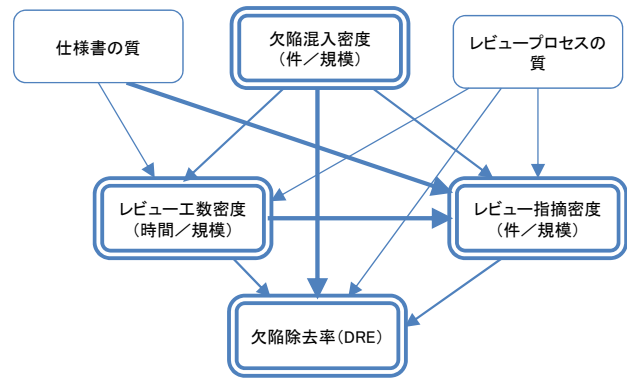 仕様書の質
欠陥混入密度
(件/規模)
レビュープロセスの
質
レビュー工数密度
(時間/規模)
レビュー指摘密度
(件/規模)
欠陥除去率(DRE)